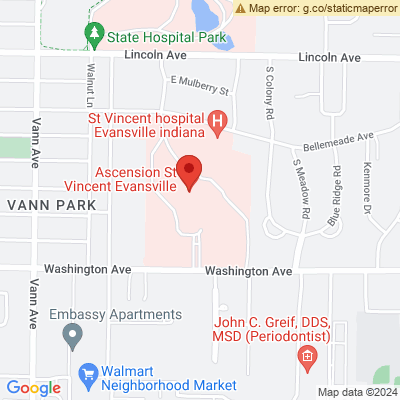 Map error: g.co/staticmaperror
State Hospital Park
Lincoln Ave
Lincoln Ave
Walnut Ln
E Mulberry St
S Colony Rd
St Vincent hospital
Evansville indiana
Bellemeade Ave
Vann Ave
Ascension St
Vincent Evansville
S Meadow Rd
Blue Ridge Rd
Kenmore Dr
VANN PARK
Washington Ave
Washington Ave
Vann Ave
Embassy Apartments
John C. Greif, DDS,
MSD (Periodontist)
Walmart
Neighborhood Market
Google
Map data ©2024